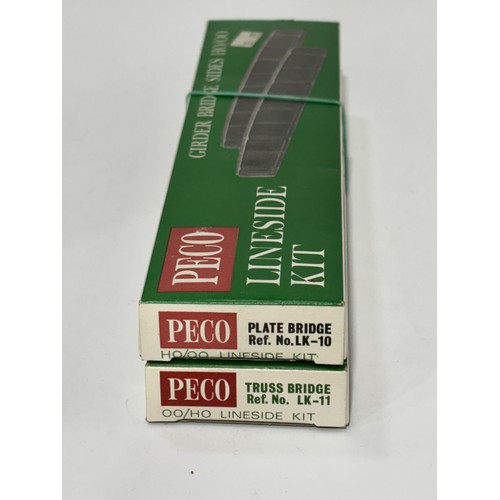 GIRDER BRIDGE SIDES HO/OO
PECO
LINESIDE
KIT
PECO
PLATE BRIDGE
Ref. No. LK-10
HO/OO LINESIDE KIT
PECO
TRUSS BRIDGE
Ref. No. LK-11
OO/HO LINESIDE KIT